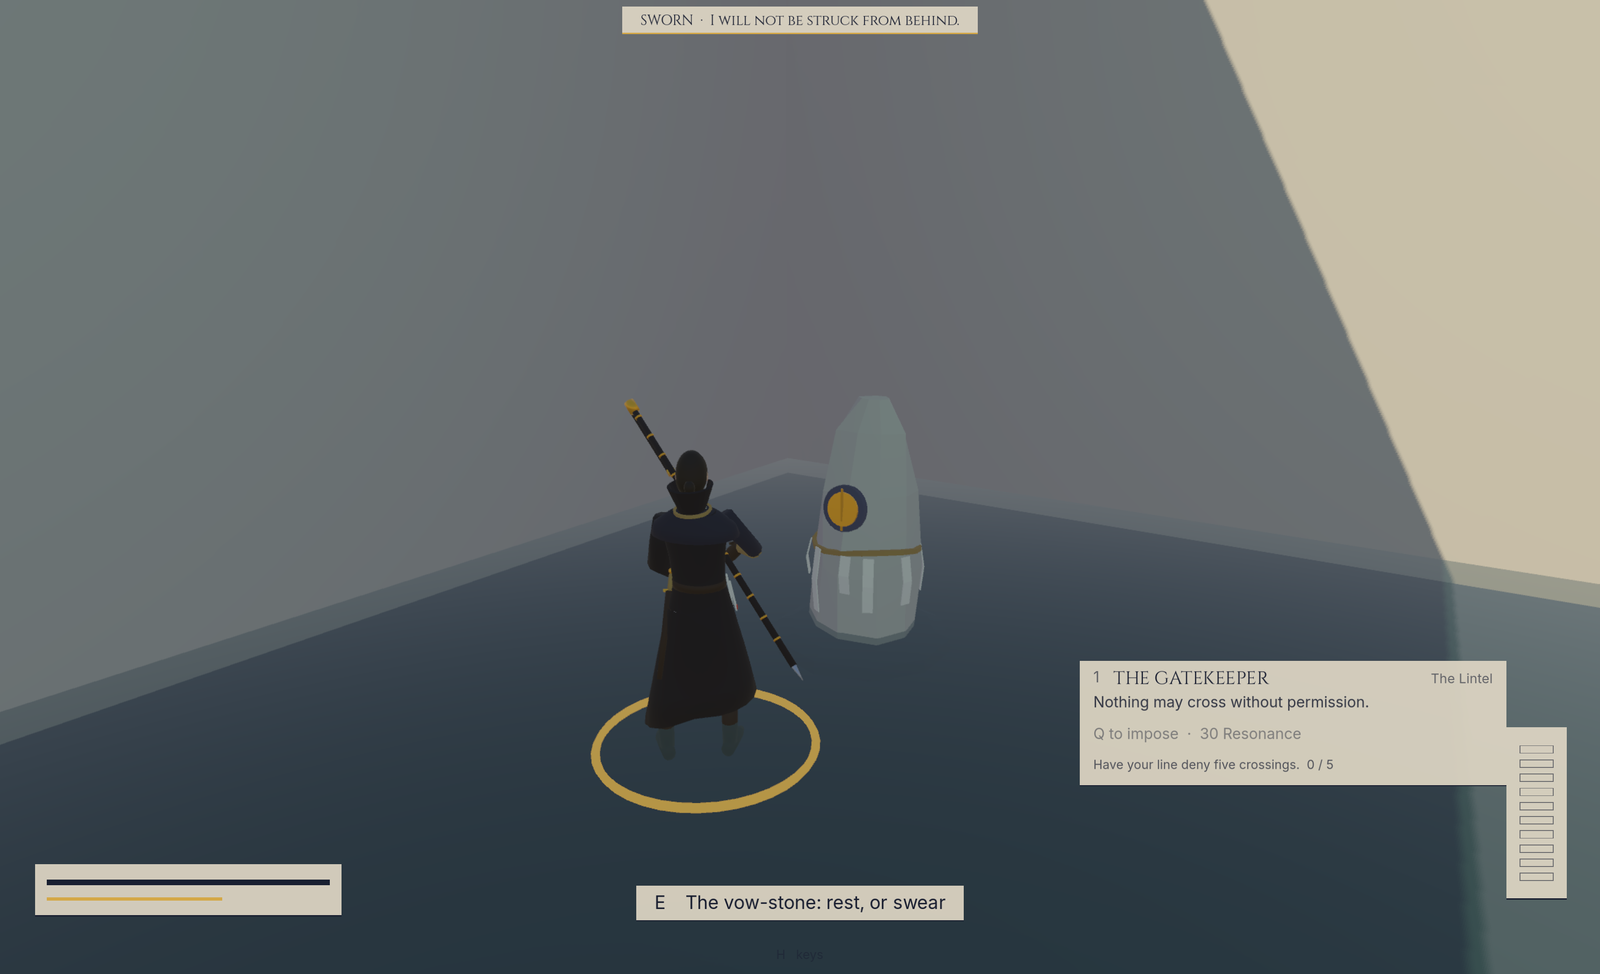 SWORN · I WILL NOT BE STRUCK FROM BEHIND.
1 THE GATEKEEPER The Lintel
Nothing may cross without permission.
Q to impose · 30 Resonance
Have your line deny five crossings. 0 / 5
E The vow-stone: rest, or swear
H keys